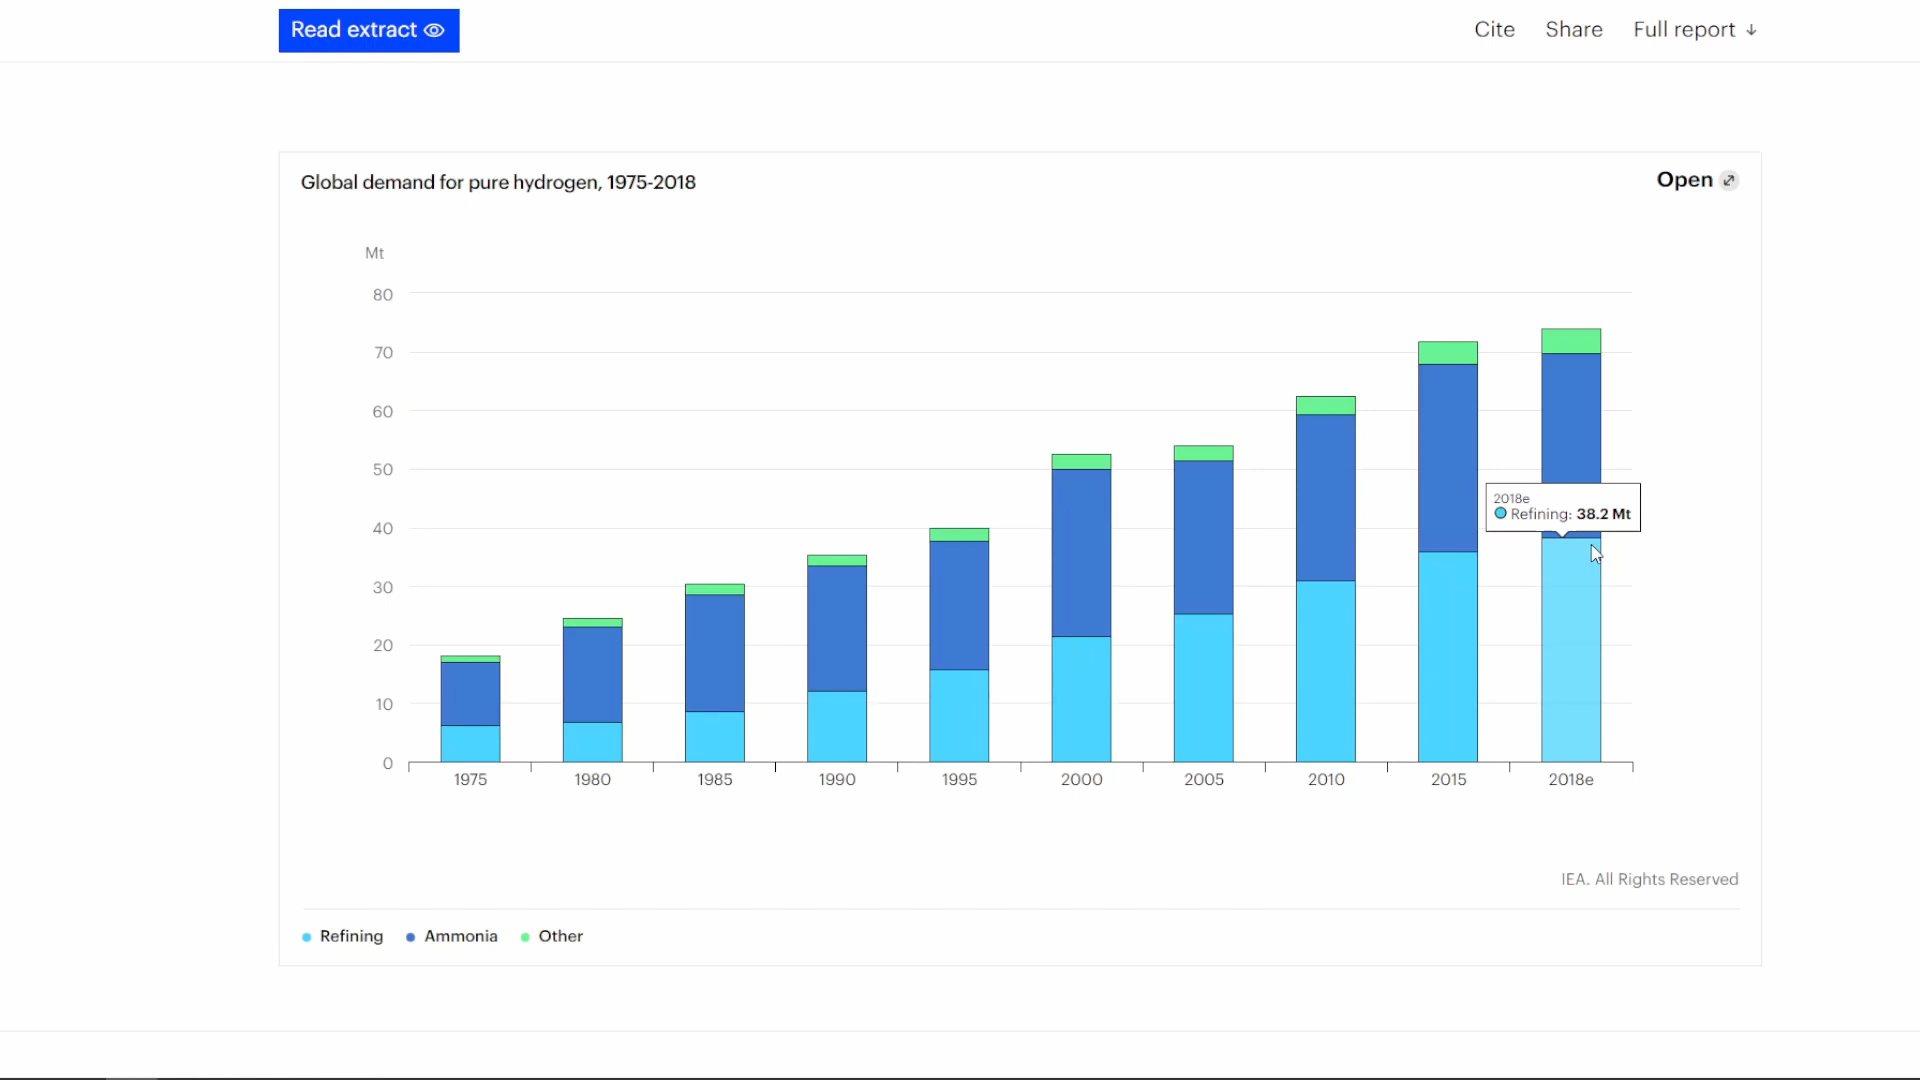 Read extract
Cite Share Full report ↓
Global demand for pure hydrogen, 1975-2018
Open
Mt
80
70
60
50
40
30
20
10
0
2018e
Refining: 38.2 Mt
1975 1980 1985 1990 1995 2000 2005 2010 2015 2018e
IEA. All Rights Reserved
Refining Ammonia Other